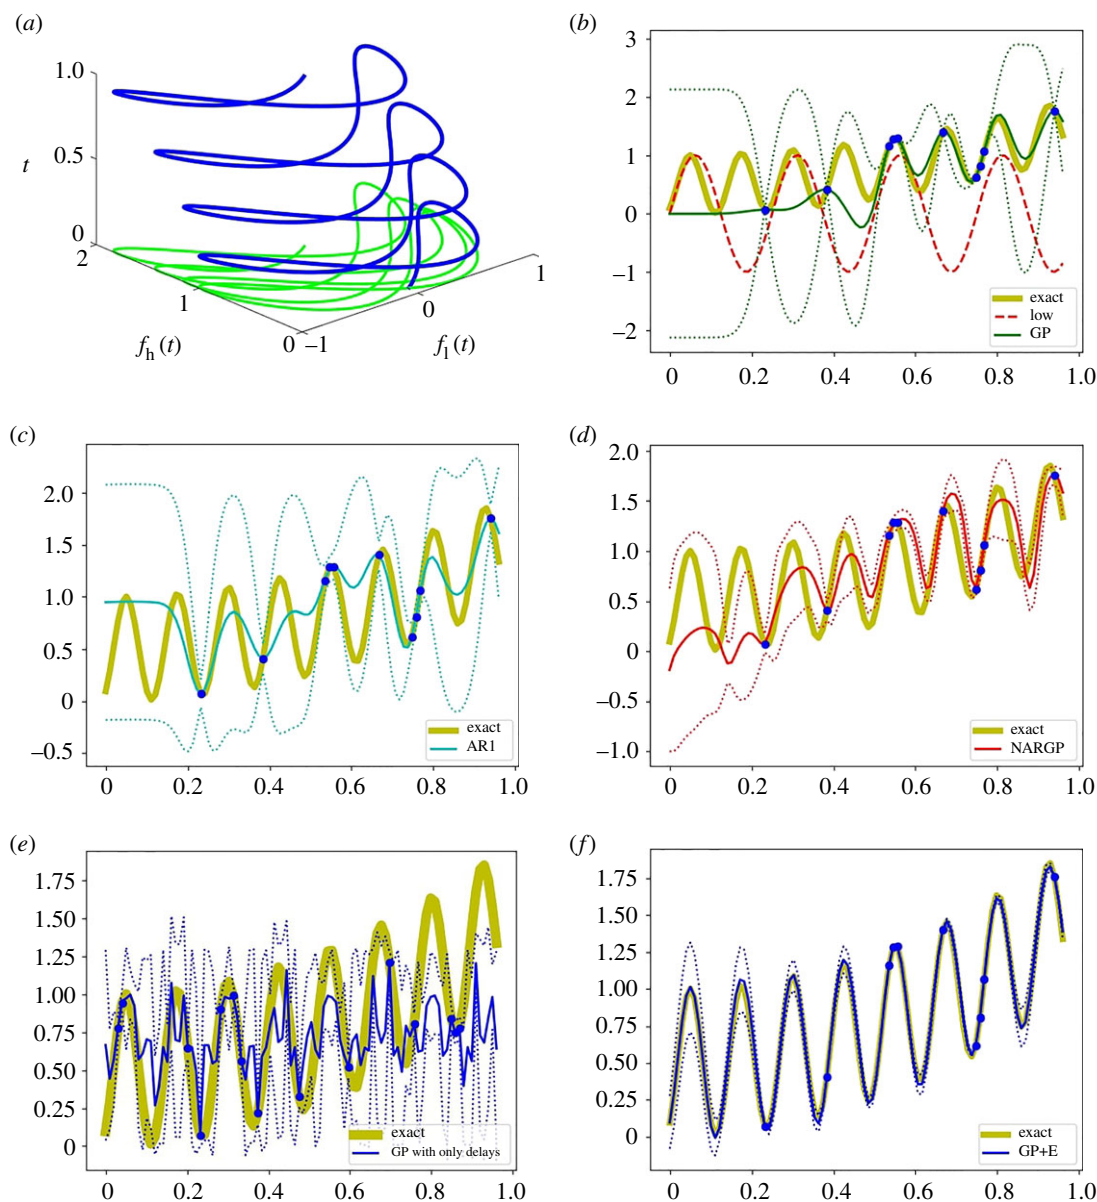 (a)
1.0
0.5
t
0
2
1
0
–1
0
1
f_h (t)
f_l (t)
(b)
3
2
1
0
–1
–2
exact
low
GP
0 0.2 0.4 0.6 0.8 1.0
(c)
2.0
1.5
1.0
0.5
0
–0.5
exact
AR1
0 0.2 0.4 0.6 0.8 1.0
(d)
2.0
1.5
1.0
0.5
0
–0.5
–1.0
exact
NARGP
0 0.2 0.4 0.6 0.8 1.0
(e)
1.75
1.50
1.25
1.00
0.75
0.50
0.25
0
exact
GP with only delays
0 0.2 0.4 0.6 0.8 1.0
(f)
1.75
1.50
1.25
1.00
0.75
0.50
0.25
0
exact
GP+E
0 0.2 0.4 0.6 0.8 1.0